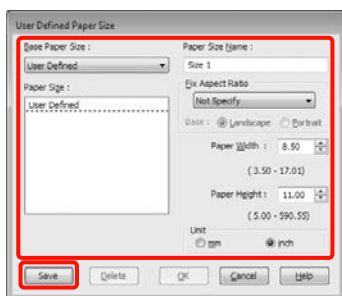 User Defined Paper Size
Base Paper Size :
User Defined
Paper Size :
User Defined
Paper Size Name :
Size 1
Fix Aspect Ratio
Not Specify
Base : Landscape Portrait
Paper Width : 8.50
(3.50 - 17.01)
Paper Height : 11.00
(5.00 - 590.55)
Unit
mm inch
Save Delete OK Cancel Help